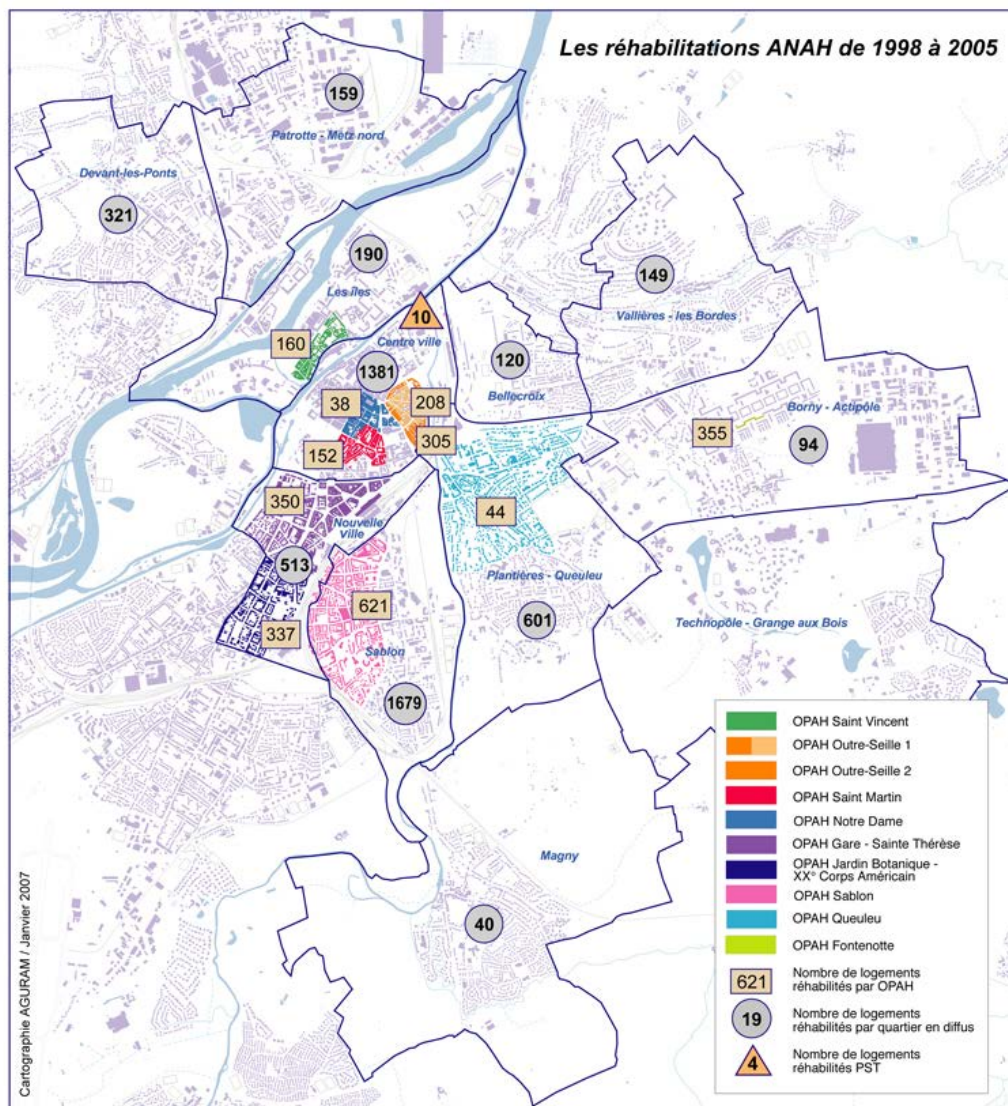 Les réhabilitations ANAH de 1998 à 2005
159
Patrotte - Metz nord
Devant-les-Ponts
321
190
Les îles
149
Vallières - les Bordes
10
Centre ville
160
1381
120
Bellecroix
38
208
Borny - Actipôle
355
94
305
152
350
44
Nouvelle
Ville
513
Plantières - Queuleu
621
601
Technopôle - Grange aux Bois
337
Sablon
1679
Magny
40
OPAH Saint Vincent
OPAH Outre-Seille 1
OPAH Outre-Seille 2
OPAH Saint Martin
OPAH Notre Dame
OPAH Gare - Sainte Thérèse
OPAH Jardin Botanique -
XX° Corps Américain
OPAH Sablon
OPAH Queuleu
OPAH Fontenotte
621
Nombre de logements
réhabilités par OPAH
19
Nombre de logements
réhabilités par quartier en diffus
4
Nombre de logements
réhabilités PST
Cartographie AGURAM / Janvier 2007